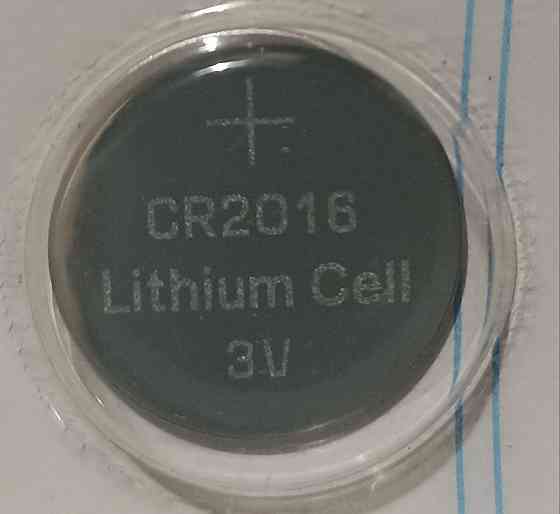 +
CR2016
Lithium Cell
3V